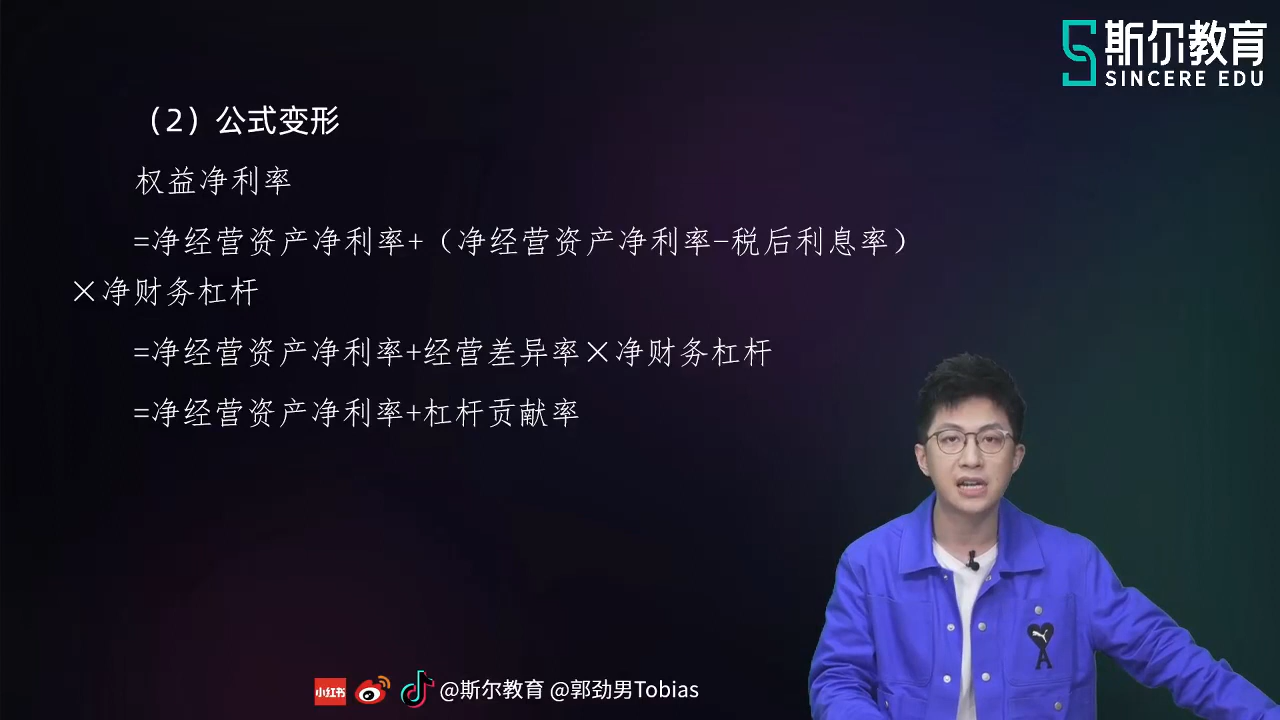 斯尔教育
SINCERE EDU
（2）公式变形
权益净利率
=净经营资产净利率+（净经营资产净利率-税后利息率）
×净财务杠杆
=净经营资产净利率+经营差异率×净财务杠杆
=净经营资产净利率+杠杆贡献率
小红书 @斯尔教育 @郭劲男Tobias